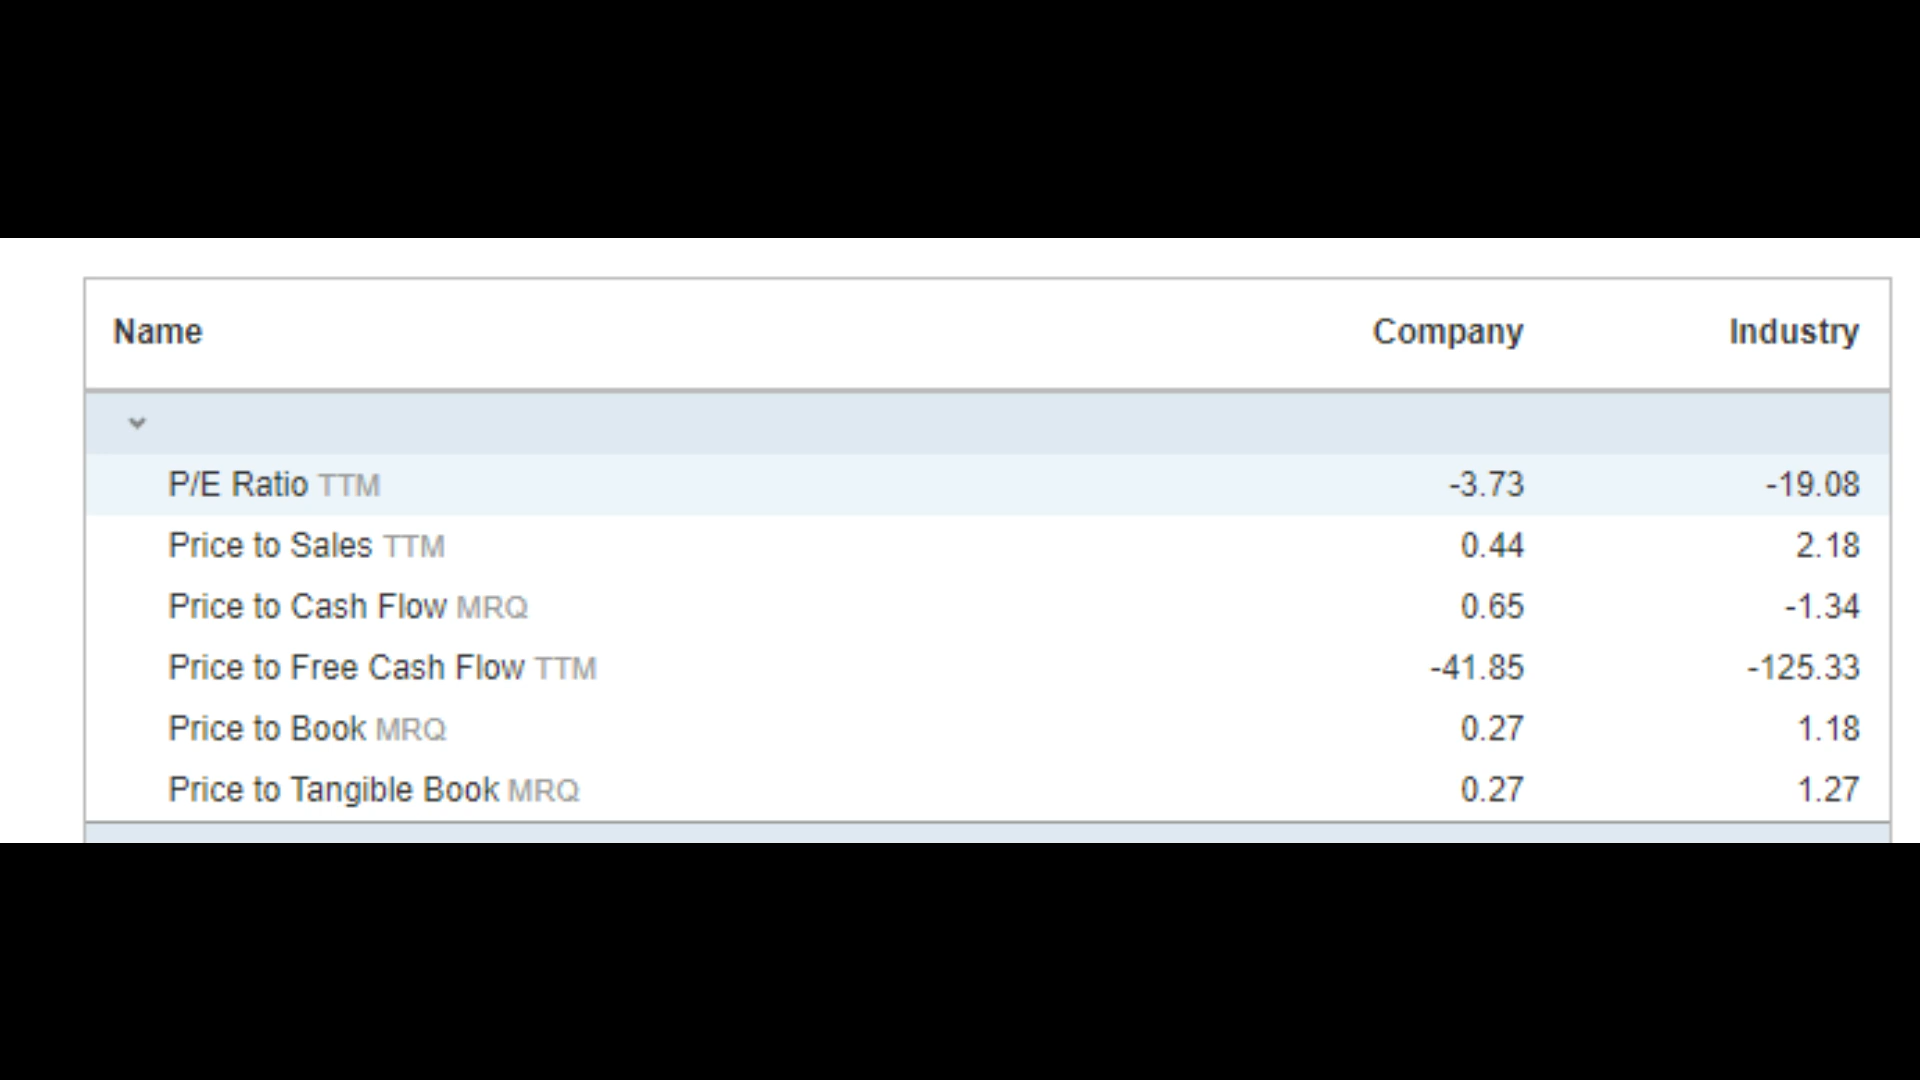 Name Company Industry
P/E Ratio TTM -3.73 -19.08
Price to Sales TTM 0.44 2.18
Price to Cash Flow MRQ 0.65 -1.34
Price to Free Cash Flow TTM -41.85 -125.33
Price to Book MRQ 0.27 1.18
Price to Tangible Book MRQ 0.27 1.27